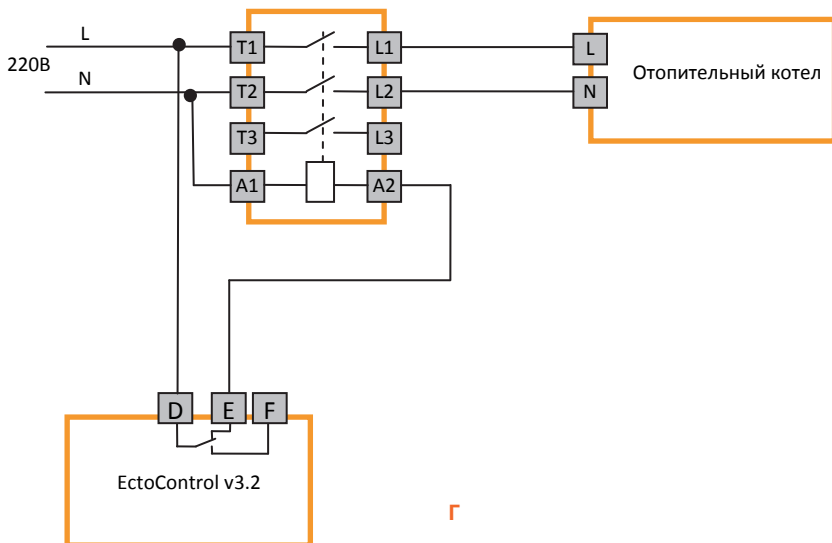 L
220В
N
T1
L1
T2
L2
T3
L3
A1
A2
L
N
Отопительный котел
D
E
F
EctoControl v3.2
Г